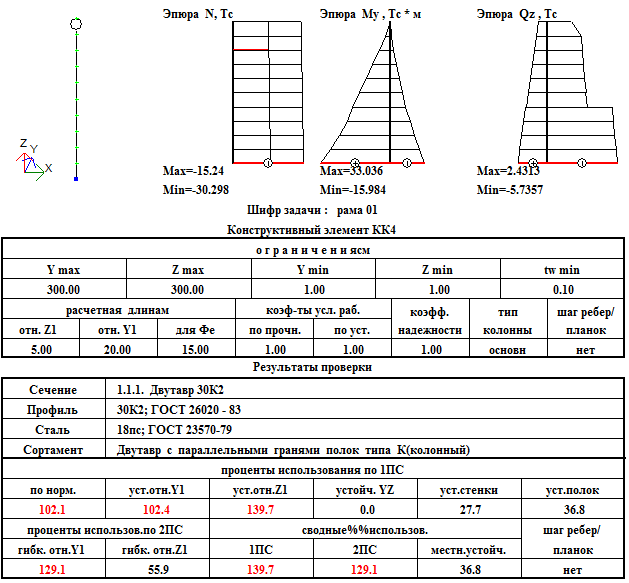 Эпюра N, Тс Эпюра My , Тс * м Эпюра Qz , Тс
Z Y X
Max=-15.24 Max=33.036 Max=2.4313
Min=-30.298 Min=-15.984 Min=-5.7357
Шифр задачи : рама 01
Конструктивный элемент КК4
о г р а н и ч е н и ясм
Y max Z max Y min Z min tw min
300.00 300.00 1.00 1.00 0.10
расчетная длинам коэф-ты усл. раб. коэфф. тип шаг ребер/
отн. Z1 отн. Y1 для Фе по прочн. по уст. надежности колонны планок
5.00 20.00 15.00 1.00 1.00 1.00 основн нет
Результаты проверки
Сечение 1.1.1. Двутавр 30К2
Профиль 30К2; ГОСТ 26020 - 83
Сталь 18пс; ГОСТ 23570-79
Сортамент Двутавр с параллельными гранями полок типа К(колонный)
проценты использования по 1ПС
по норм. уст.отн.Y1 уст.отн.Z1 устойч. YZ уст.стенки уст.полок
102.1 102.4 139.7 0.0 27.7 36.8
проценты использ.по 2ПС сводные%%использов. шаг ребер/
гибк. отн.Y1 гибк. отн.Z1 1ПС 2ПС местн.устойч. планок
129.1 55.9 139.7 129.1 36.8 нет